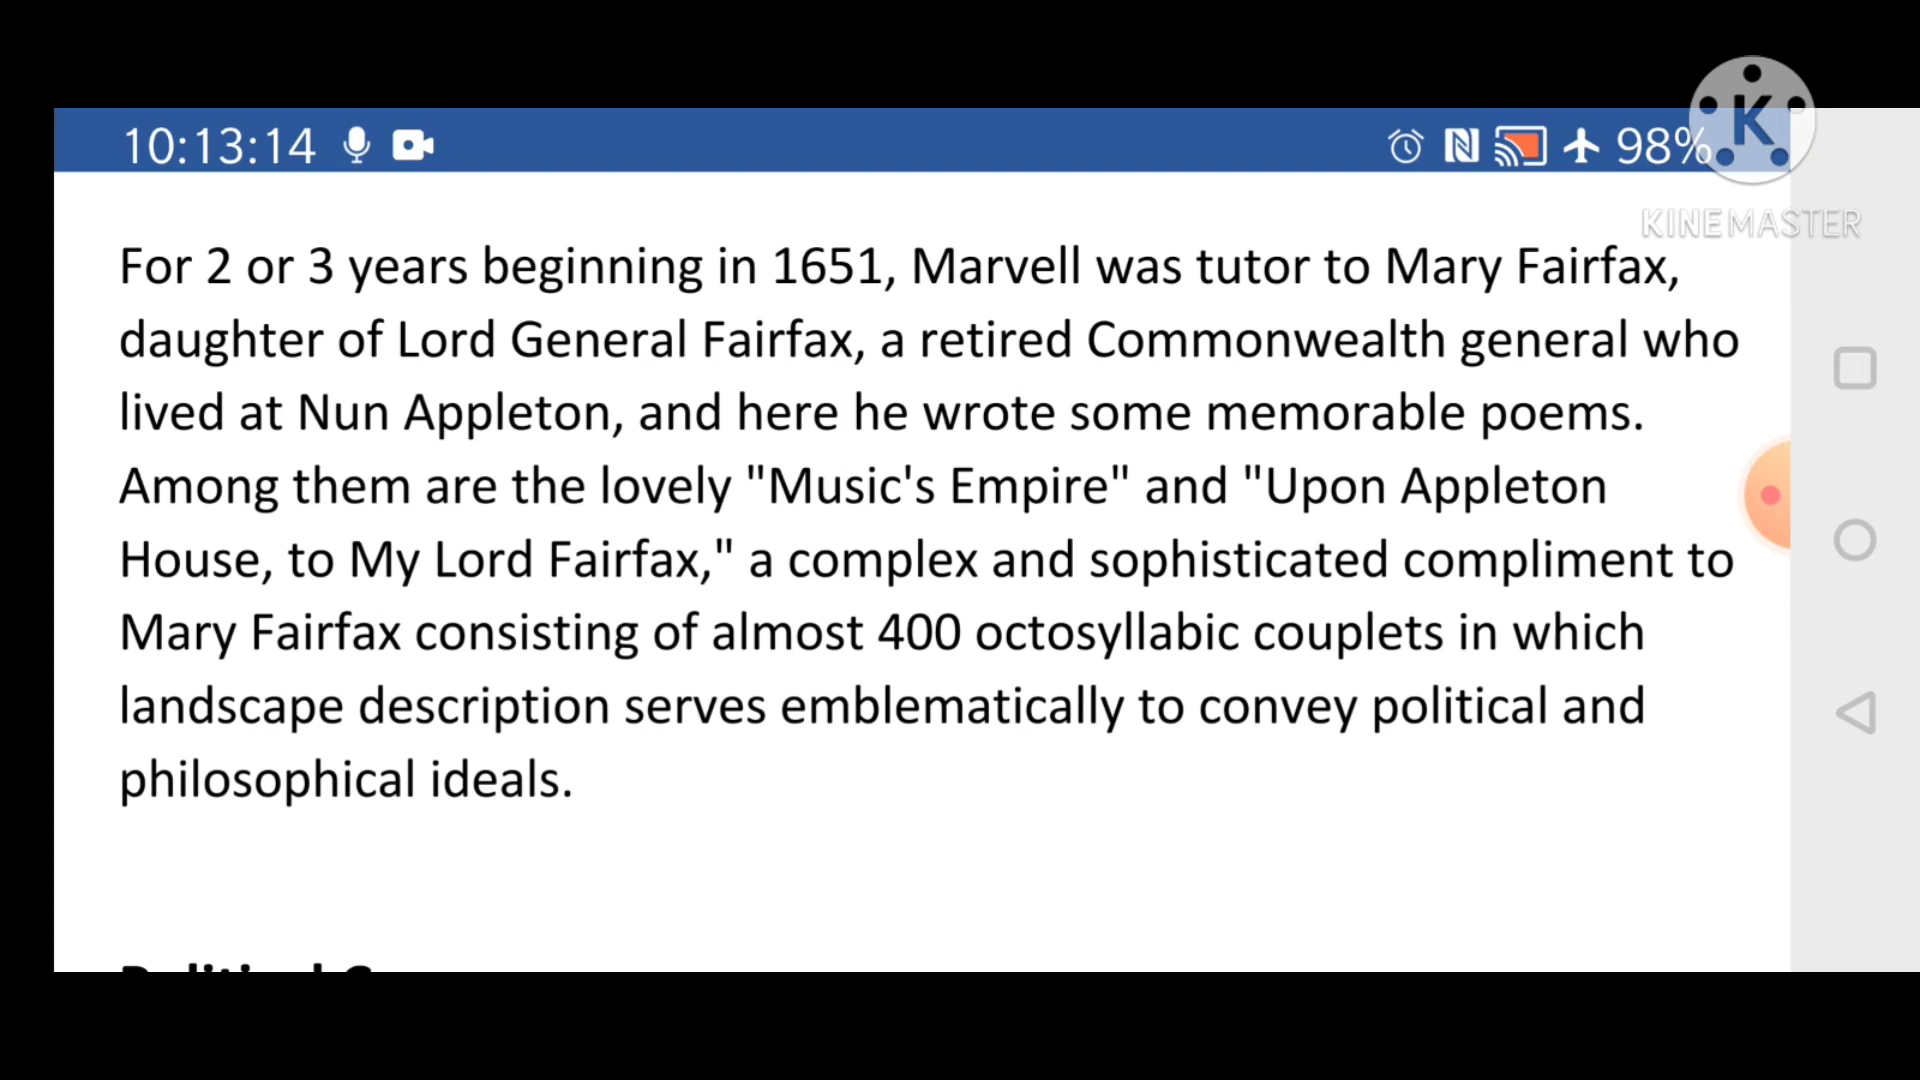 10:13:14 98%
K
KINEMASTER
For 2 or 3 years beginning in 1651, Marvell was tutor to Mary Fairfax,
daughter of Lord General Fairfax, a retired Commonwealth general who
lived at Nun Appleton, and here he wrote some memorable poems.
Among them are the lovely "Music's Empire" and "Upon Appleton
House, to My Lord Fairfax," a complex and sophisticated compliment to
Mary Fairfax consisting of almost 400 octosyllabic couplets in which
landscape description serves emblematically to convey political and
philosophical ideals.